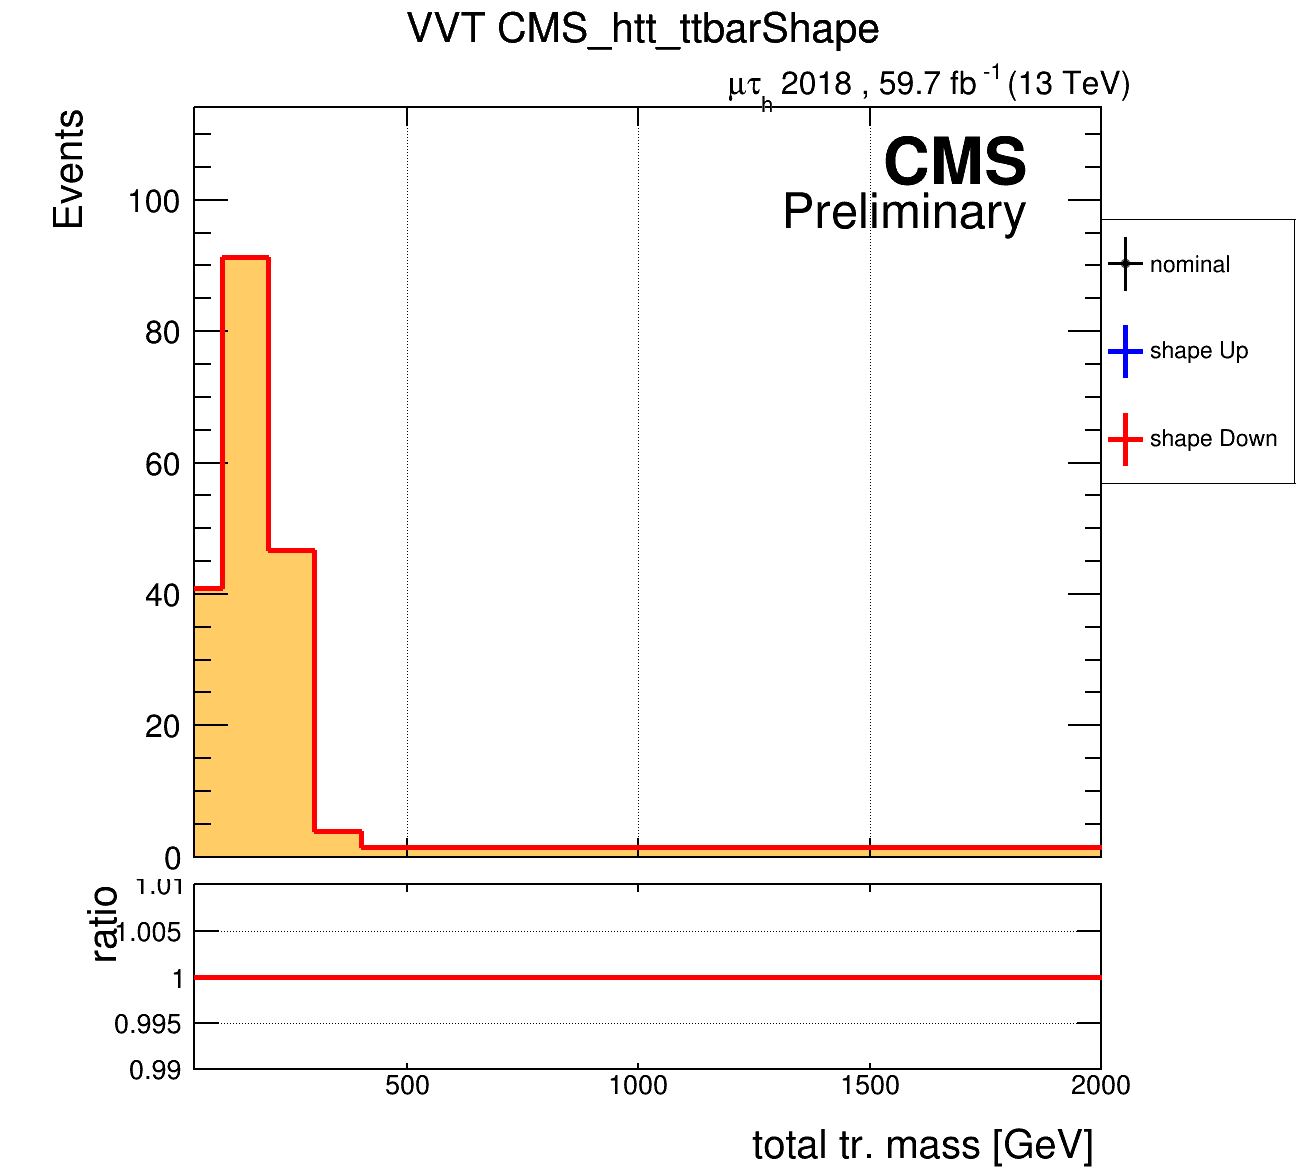 VVT CMS_htt_ttbarShape
μτh 2018 , 59.7 fb-1 (13 TeV)
CMS
Preliminary
Events
100
80
60
40
20
0
nominal
shape Up
shape Down
ratio
1.01
1.005
1
0.995
0.99
500
1000
1500
2000
total tr. mass [GeV]